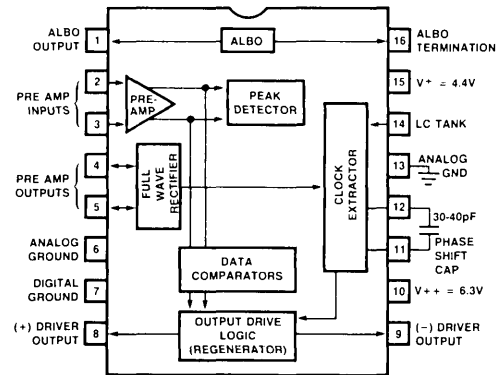 ALBO
OUTPUT
1
ALBO
16
ALBO
TERMINATION
2
PRE AMP
INPUTS
3
PRE-
AMP
PEAK
DETECTOR
15
V+ = 4.4V
14
LC TANK
4
PRE AMP
OUTPUTS
5
FULL
WAVE
RECTIFIER
CLOCK
EXTRACTOR
13
ANALOG
GND
12
30-40pF
11
PHASE
SHIFT
CAP
ANALOG
GROUND
6
DATA
COMPARATORS
DIGITAL
GROUND
7
10
V++ = 6.3V
(+) DRIVER
OUTPUT
8
OUTPUT DRIVE
LOGIC
(REGENERATOR)
9
(-) DRIVER
OUTPUT